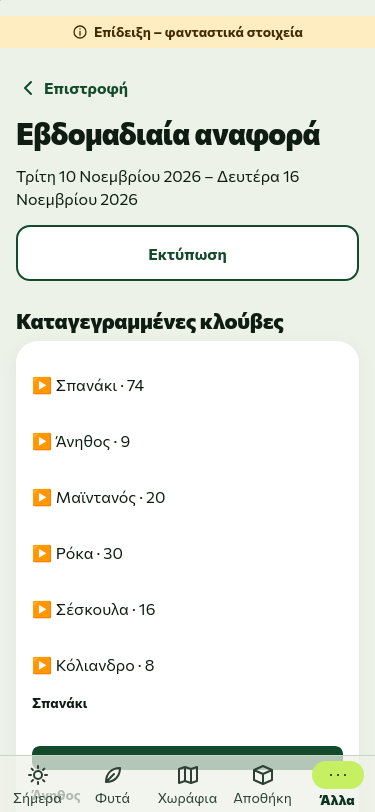 Επίδειξη – φανταστικά στοιχεία
Επιστροφή
Εβδομαδιαία αναφορά
Τρίτη 10 Νοεμβρίου 2026 – Δευτέρα 16
Νοεμβρίου 2026
Εκτύπωση
Καταγεγραμμένες κλούβες
▶️ Σπανάκι · 74
▶️ Άνηθος · 9
▶️ Μαϊντανός · 20
▶️ Ρόκα · 30
▶️ Σέσκουλα · 16
▶️ Κόλιανδρο · 8
Σπανάκι
Άνηθος
Σήμερα Φυτά Χωράφια Αποθήκη Άλλα